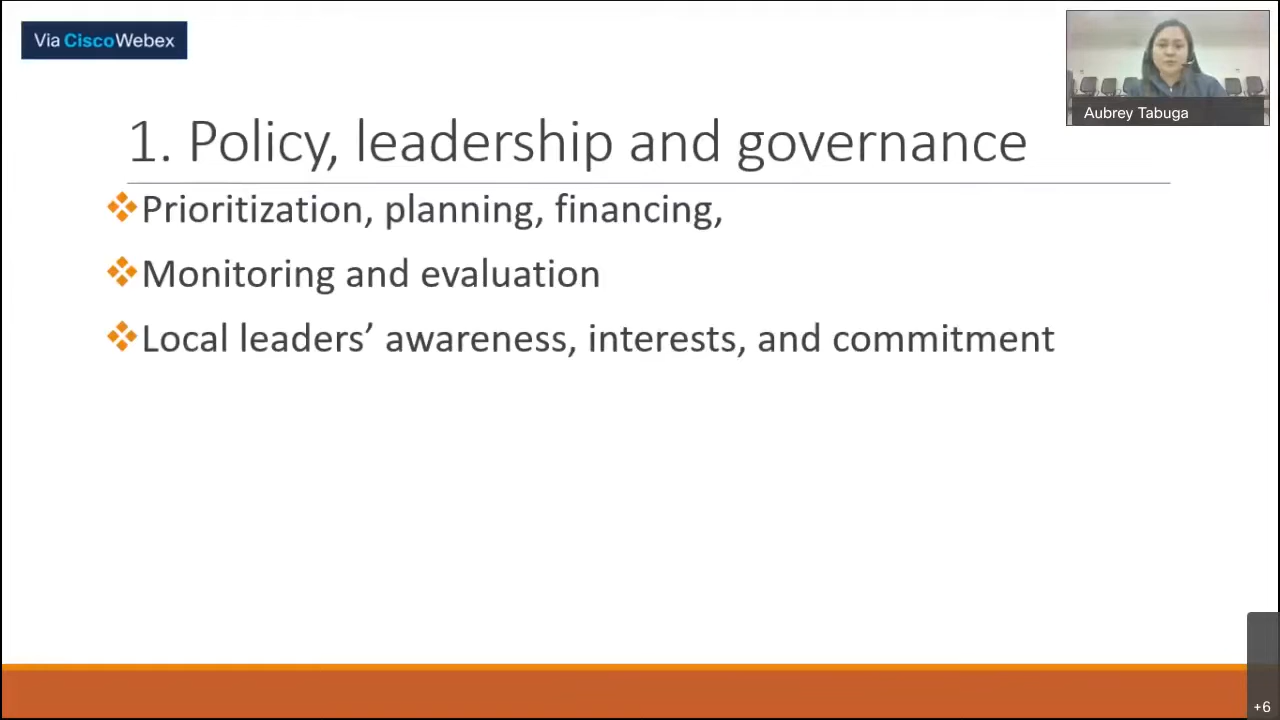 Via CiscoWebex
Aubrey Tabuga
1. Policy, leadership and governance
Prioritization, planning, financing,
Monitoring and evaluation
Local leaders’ awareness, interests, and commitment
+6